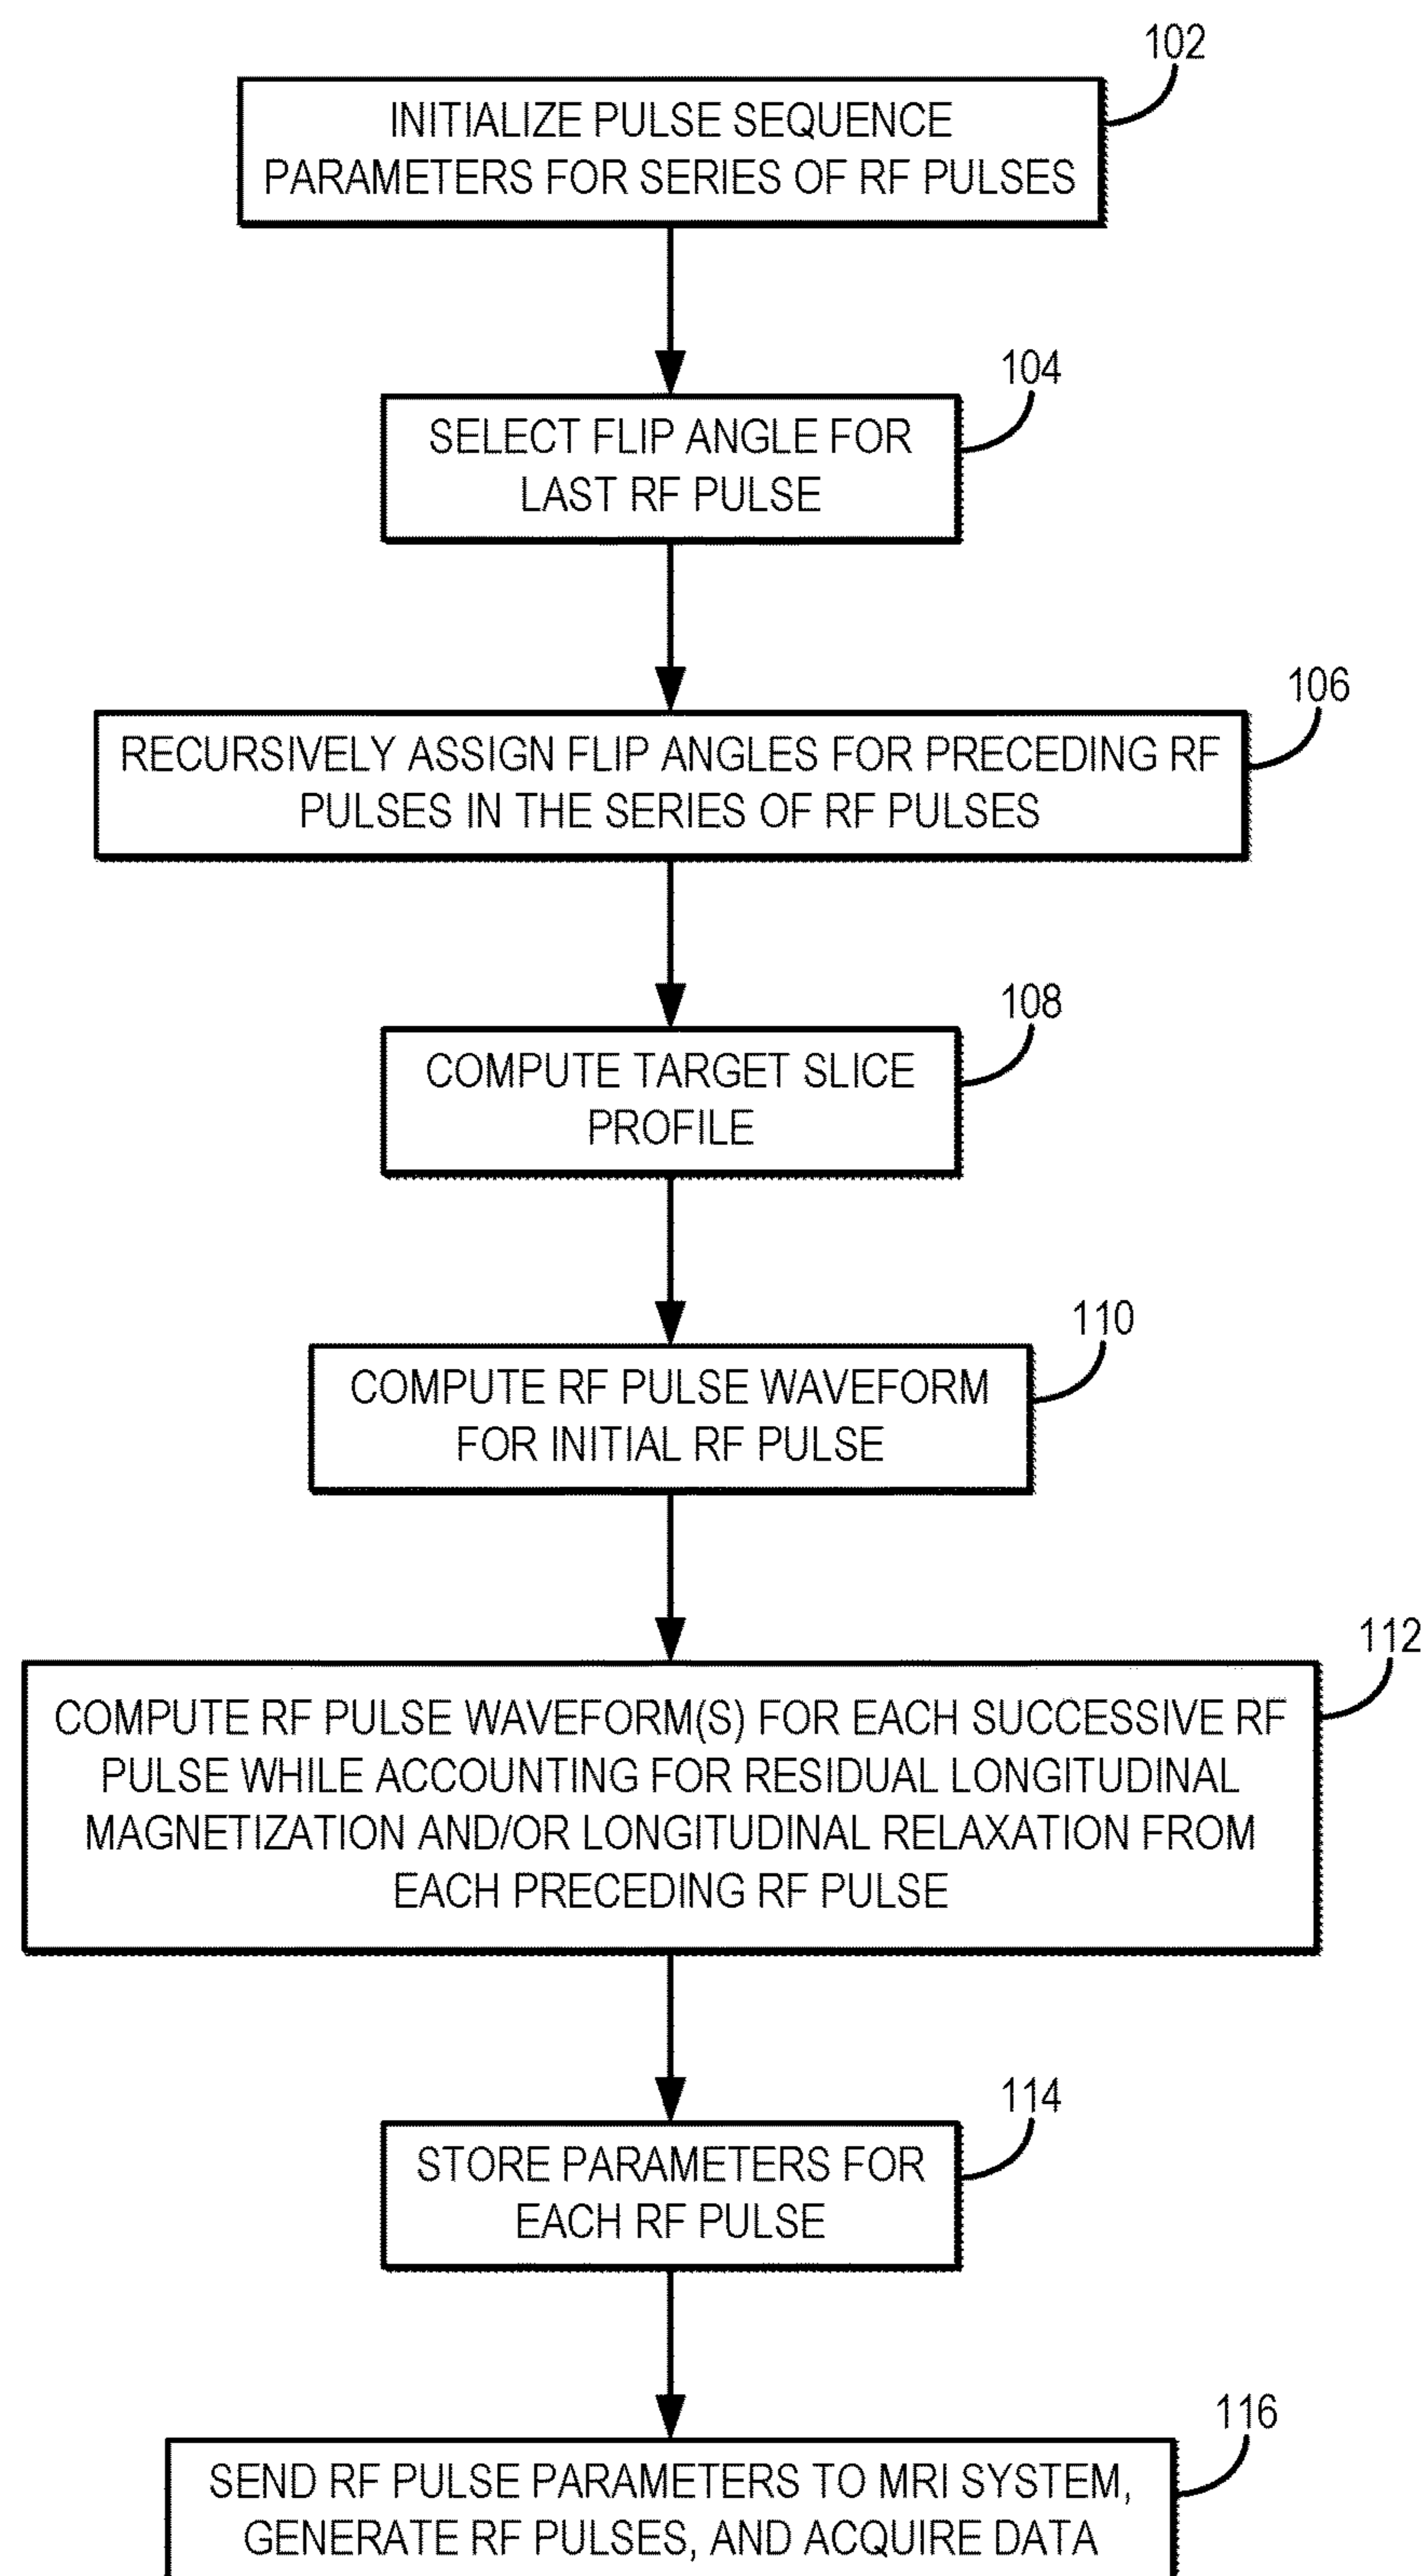 102
INITIALIZE PULSE SEQUENCE
PARAMETERS FOR SERIES OF RF PULSES
104
SELECT FLIP ANGLE FOR
LAST RF PULSE
106
RECURSIVELY ASSIGN FLIP ANGLES FOR PRECEDING RF
PULSES IN THE SERIES OF RF PULSES
108
COMPUTE TARGET SLICE
PROFILE
110
COMPUTE RF PULSE WAVEFORM
FOR INITIAL RF PULSE
112
COMPUTE RF PULSE WAVEFORM(S) FOR EACH SUCCESSIVE RF
PULSE WHILE ACCOUNTING FOR RESIDUAL LONGITUDINAL
MAGNETIZATION AND/OR LONGITUDINAL RELAXATION FROM
EACH PRECEDING RF PULSE
114
STORE PARAMETERS FOR
EACH RF PULSE
116
SEND RF PULSE PARAMETERS TO MRI SYSTEM,
GENERATE RF PULSES, AND ACQUIRE DATA